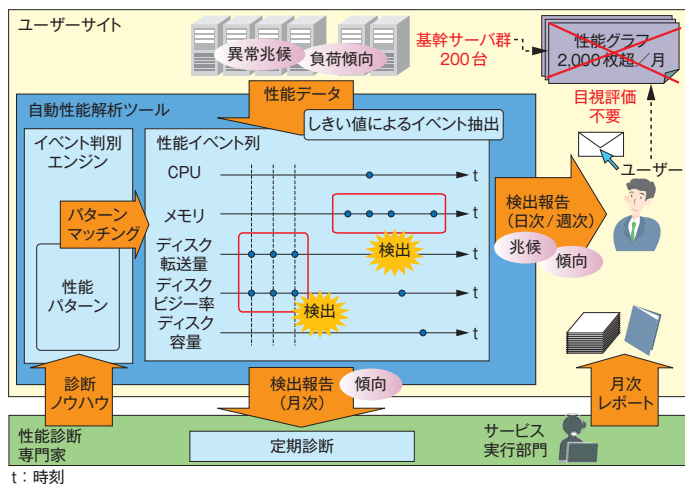 ユーザーサイト
異常兆候
負荷傾向
基幹サーバ群
200台
性能グラフ
2,000枚超/月
目視評価
不要
性能データ
自動性能解析ツール
しきい値によるイベント抽出
イベント判別
エンジン
性能イベント列
ユーザー
CPU
t
メモリ
t
ディスク
転送量
t
ディスク
ビジー率
t
ディスク
容量
t
パターン
マッチング
性能
パターン
検出
検出
検出報告
(日次/週次)
兆候
傾向
診断
ノウハウ
検出報告
(月次)
傾向
月次
レポート
性能診断
専門家
定期診断
サービス
実行部門
t:時刻